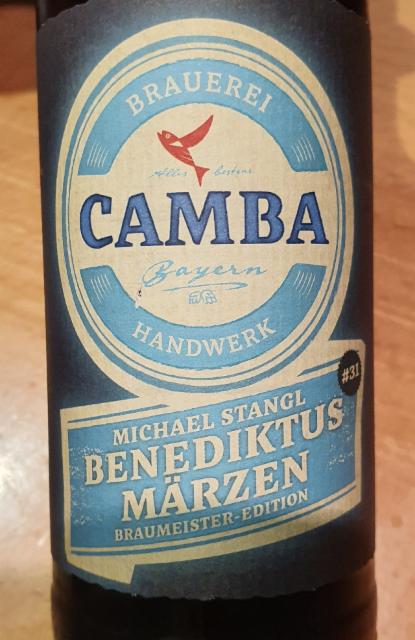 BRAUEREI
Alles bestens
CAMBA
Bayern
HANDWERK
#31
MICHAEL STANGL
BENEDIKTUS
MÄRZEN
BRAUMEISTER-EDITION